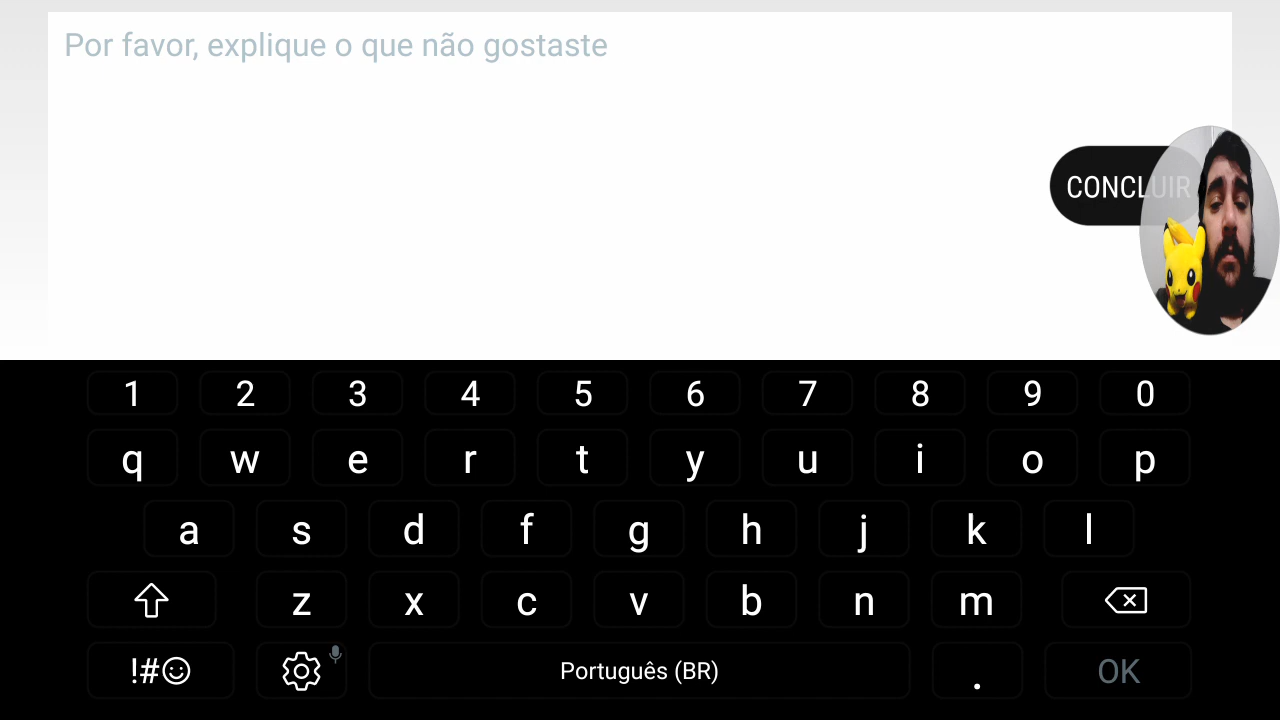 Por favor, explique o que não gostaste
CONCLUIR
1 2 3 4 5 6 7 8 9 0
q w e r t y u i o p
a s d f g h j k l
z x c v b n m
!#☺ Português (BR) . OK